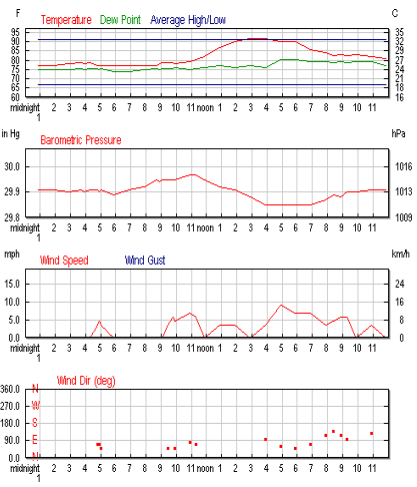 F C
Temperature Dew Point Average High/Low
95 35
90 32
85 29
80 27
75 24
70 21
65 18
60 16
midnight 1 2 3 4 5 6 7 8 9 10 11 noon 1 2 3 4 5 6 7 8 9 10 11
in Hg hPa
Barometric Pressure
30.0 1016
29.9 1013
29.8 1009
midnight 1 2 3 4 5 6 7 8 9 10 11 noon 1 2 3 4 5 6 7 8 9 10 11
mph km/h
Wind Speed Wind Gust
15.0 24
10.0 16
5.0 8
0.0 0
midnight 1 2 3 4 5 6 7 8 9 10 11 noon 1 2 3 4 5 6 7 8 9 10 11
Wind Dir (deg)
360.0 N
270.0 W
180.0 S
90.0 E
0.0 N
midnight 1 2 3 4 5 6 7 8 9 10 11 noon 1 2 3 4 5 6 7 8 9 10 11